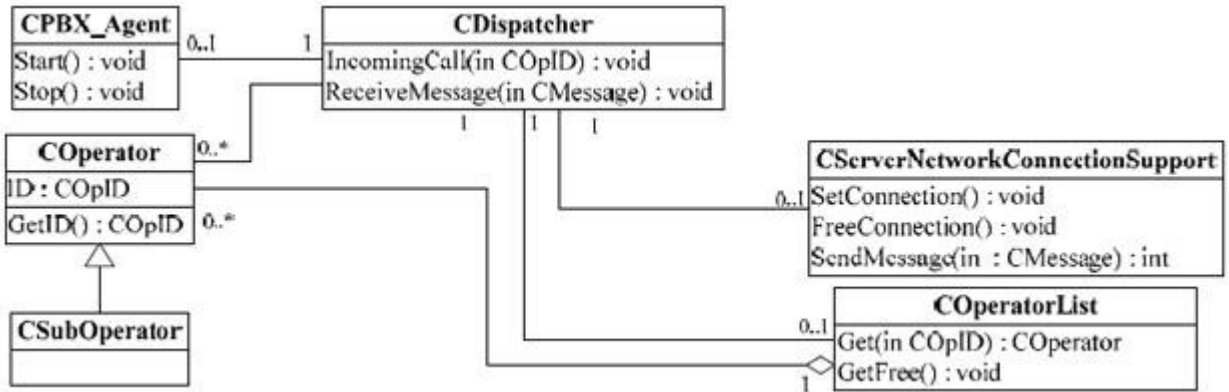 CPBX_Agent
Start() : void
Stop() : void
0..1
1
CDispatcher
IncomingCall(in COpID) : void
ReceiveMessage(in CMessage) : void
1
1
1
COperator
ID : COpID
GetID() : COpID
0..*
0..*
CSubOperator
CServerNetworkConnectionSupport
SetConnection() : void
FreeConnection() : void
SendMessage(in : CMessage) : int
0..1
COperatorList
Get(in COpID) : COperator
GetFree() : void
0..1
1